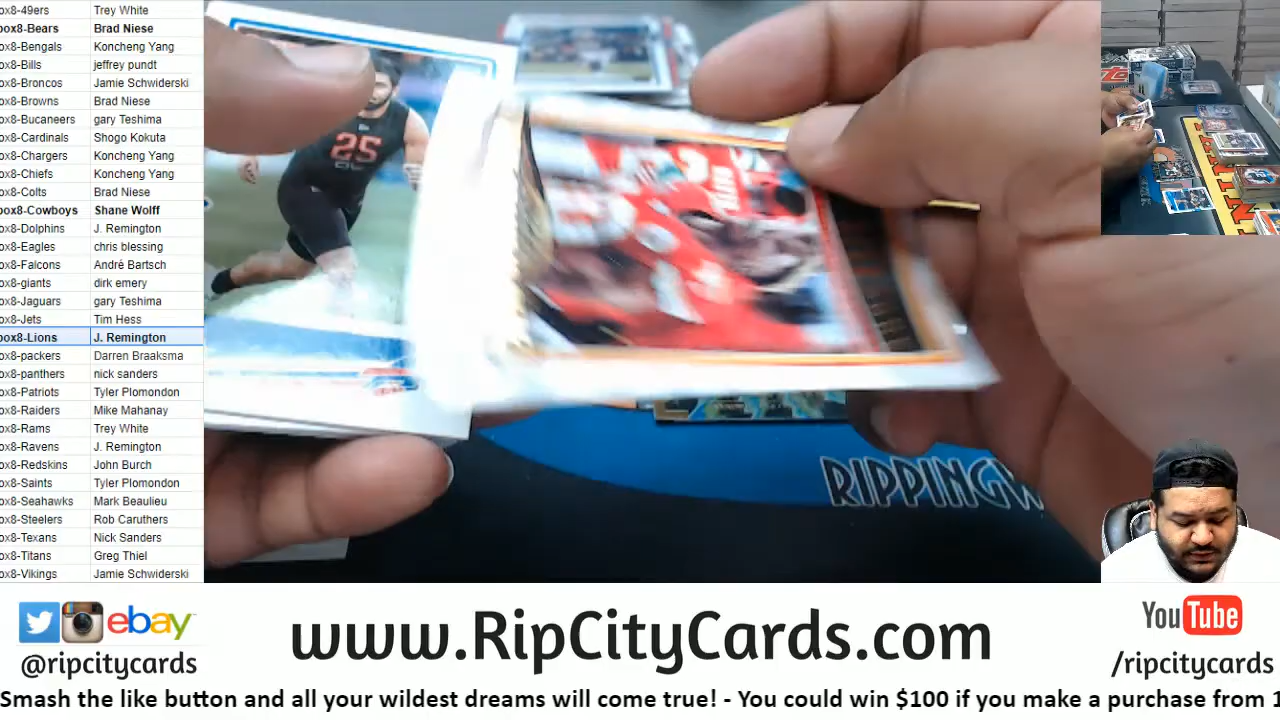 ox8-49ers Trey White
box8-Bears Brad Niese
ox8-Bengals Koncheng Yang
ox8-Bills jeffrey pundt
ox8-Broncos Jamie Schwiderski
ox8-Browns Brad Niese
ox8-Bucaneers gary Teshima
ox8-Cardinals Shogo Kokuta
ox8-Chargers Koncheng Yang
ox8-Chiefs Koncheng Yang
ox8-Colts Brad Niese
box8-Cowboys Shane Wolff
ox8-Dolphins J. Remington
ox8-Eagles chris blessing
ox8-Falcons André Bartsch
ox8-giants dirk emery
ox8-Jaguars gary Teshima
ox8-Jets Tim Hess
box8-Lions J. Remington
ox8-packers Darren Braaksma
ox8-panthers nick sanders
ox8-Patriots Tyler Plomondon
ox8-Raiders Mike Mahanay
ox8-Rams Trey White
ox8-Ravens J. Remington
ox8-Redskins John Burch
ox8-Saints Tyler Plomondon
ox8-Seahawks Mark Beaulieu
ox8-Steelers Rob Caruthers
ox8-Texans Nick Sanders
ox8-Titans Greg Thiel
ox8-Vikings Jamie Schwiderski
25
RIPPINGW
ebay
@ripcitycards
www.RipCityCards.com
YouTube
/ripcitycards
Smash the like button and all your wildest dreams will come true! - You could win $100 if you make a purchase from 1